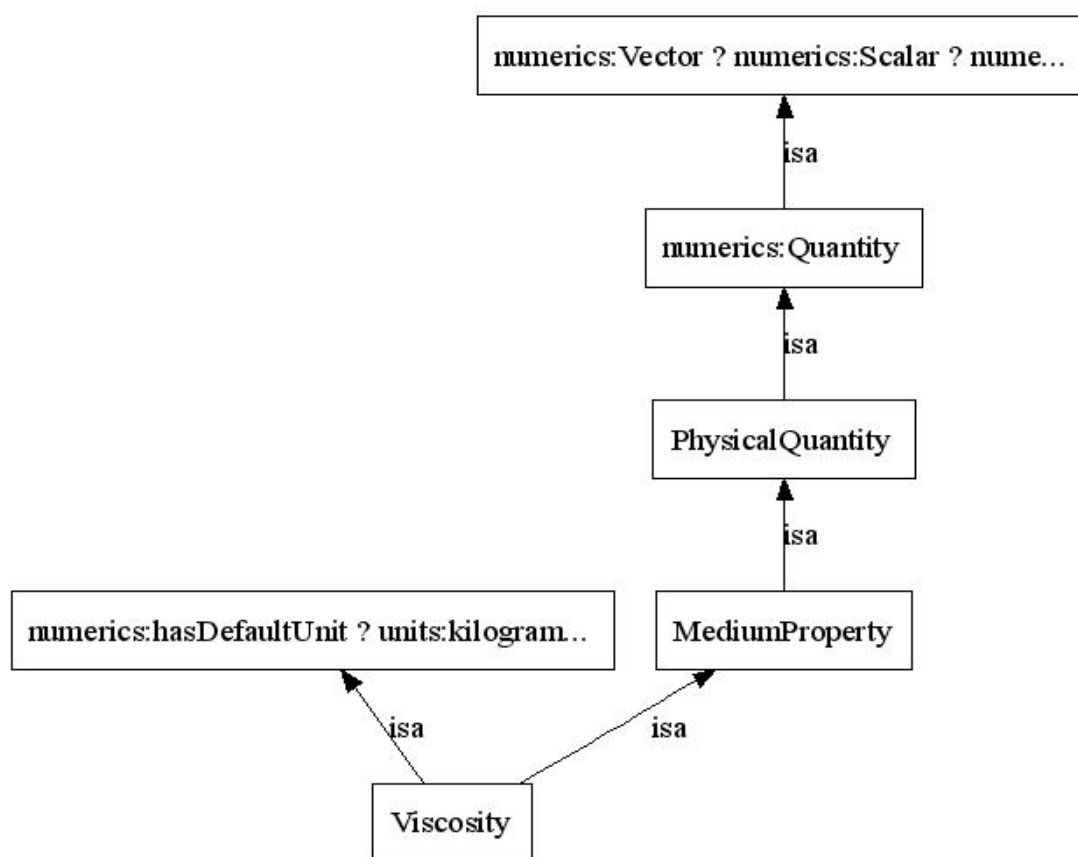 numerics:Vector ? numerics:Scalar ? nume...
isa
numerics:Quantity
isa
PhysicalQuantity
isa
numerics:hasDefaultUnit ? units:kilogram...
MediumProperty
isa
isa
Viscosity